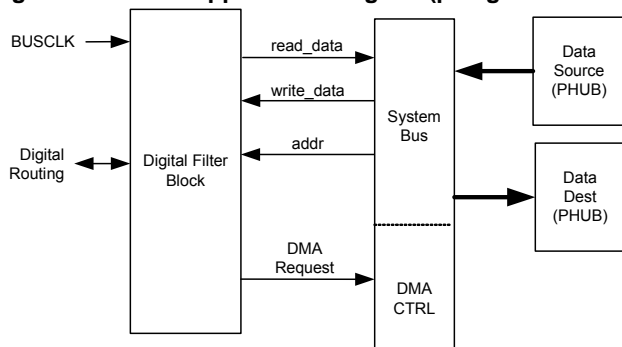 BUSCLK
Digital
Routing
Digital Filter
Block
read_data
write_data
addr
DMA
Request
System
Bus
DMA
CTRL
Data
Source
(PHUB)
Data
Dest
(PHUB)